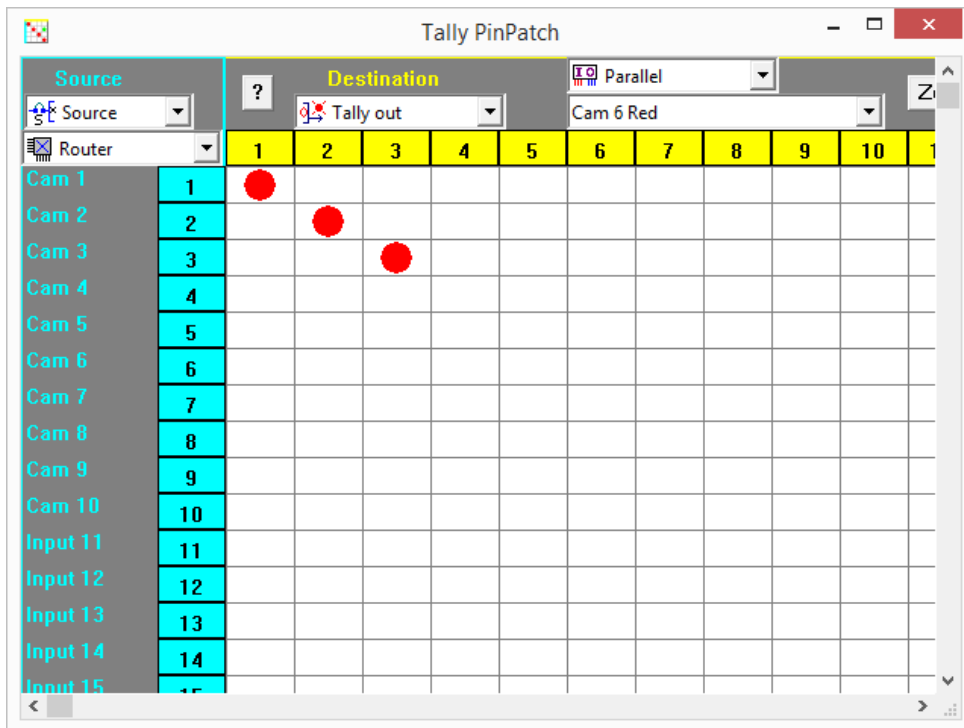 Tally PinPatch
Source
?
Destination
Parallel
Source
Tally out
Cam 6 Red
Router
1 2 3 4 5 6 7 8 9 10
Cam 1 1
Cam 2 2
Cam 3 3
Cam 4 4
Cam 5 5
Cam 6 6
Cam 7 7
Cam 8 8
Cam 9 9
Cam 10 10
Input 11 11
Input 12 12
Input 13 13
Input 14 14
Input 15